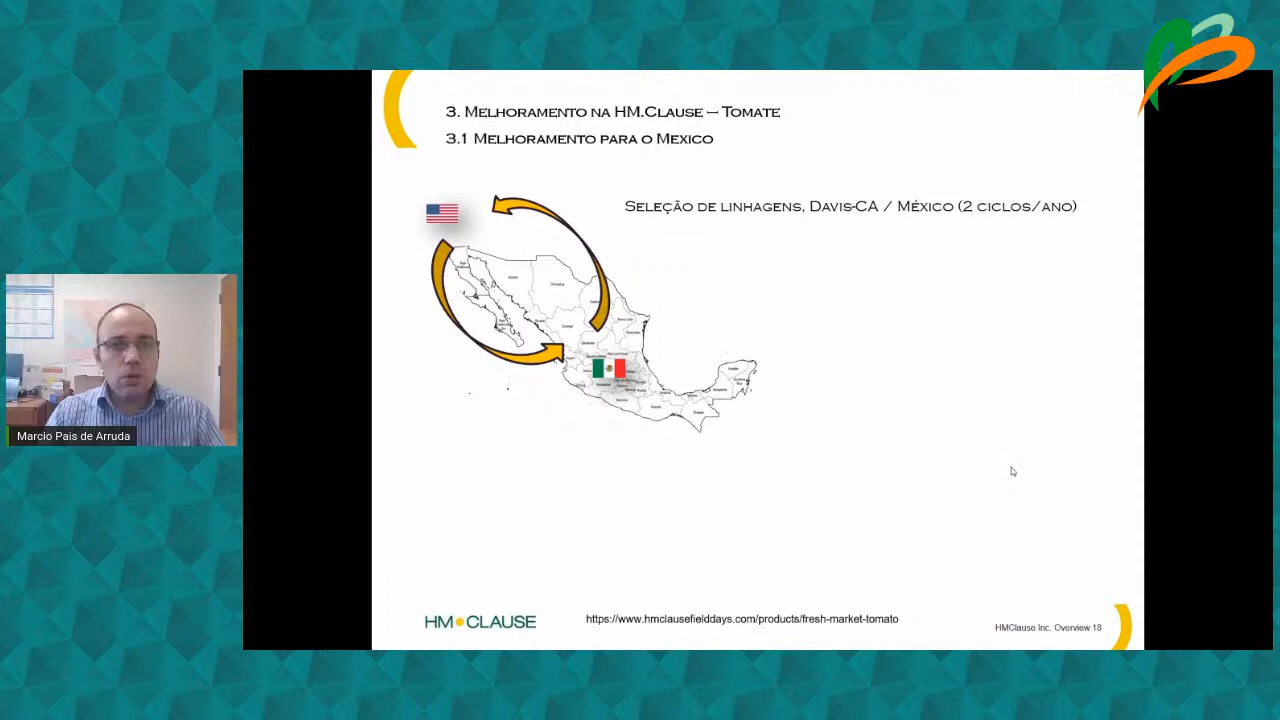 3. Melhoramento na HM.Clause – Tomate
3.1 Melhoramento para o Mexico
Seleção de linhagens, Davis-CA / México (2 ciclos/ano)
Marcio Pais de Arruda
HM CLAUSE
https://www.hmclausefielddays.com/products/fresh-market-tomato
HMClause Inc. Overview 18